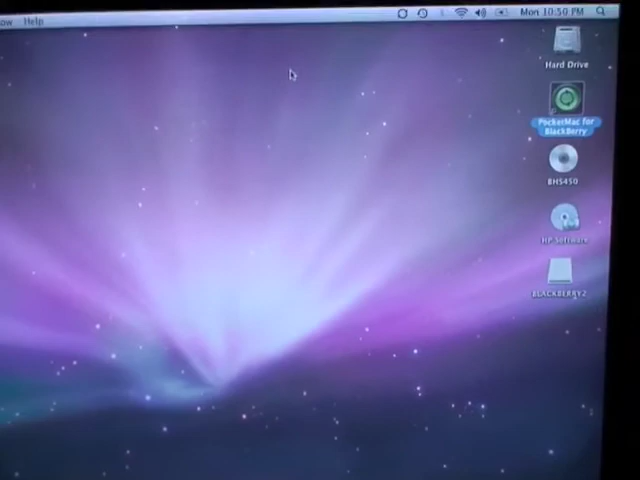 ow Help
Mon 10:50 PM
Hard Drive
PocketMac for
BlackBerry
BHS450
HP Software
BLACKBERRY2